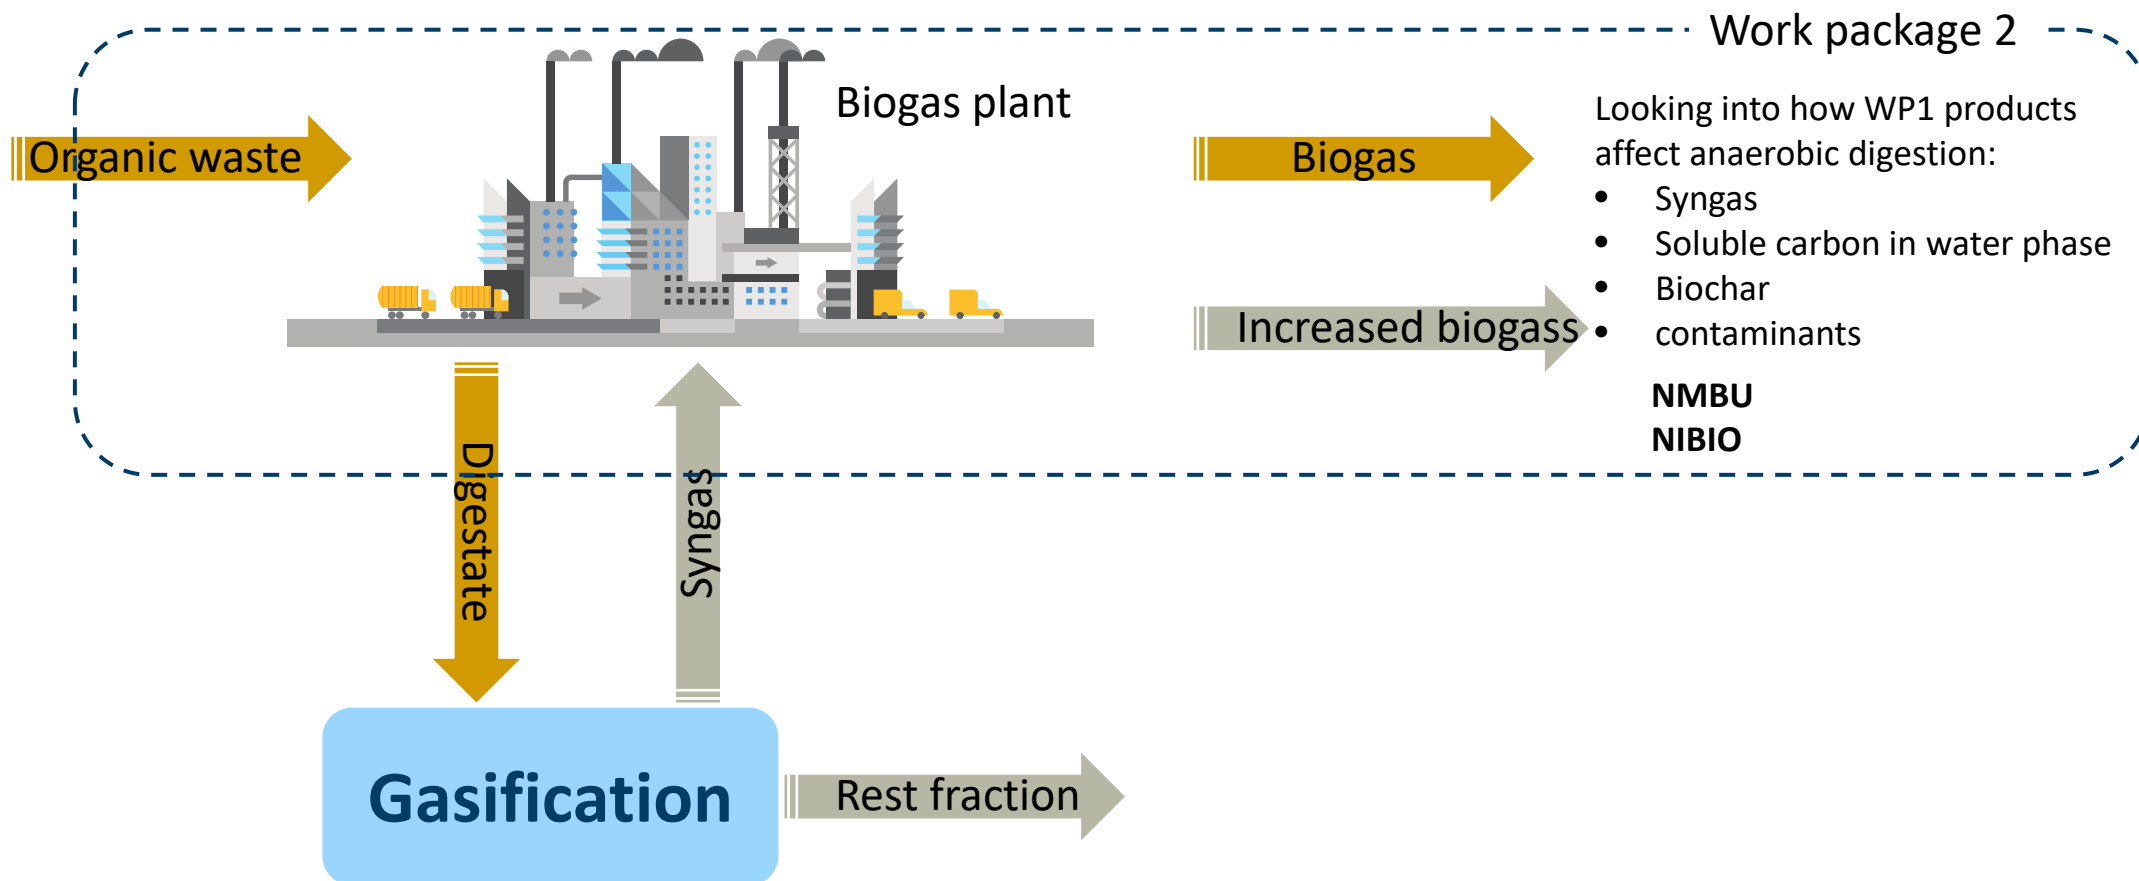 Work package 2
Biogas plant
Organic waste
Biogas
Increased biogass
Looking into how WP1 products
affect anaerobic digestion:
• Syngas
• Soluble carbon in water phase
• Biochar
• contaminants
NMBU
NIBIO
Digestate
Syngas
Gasification
Rest fraction